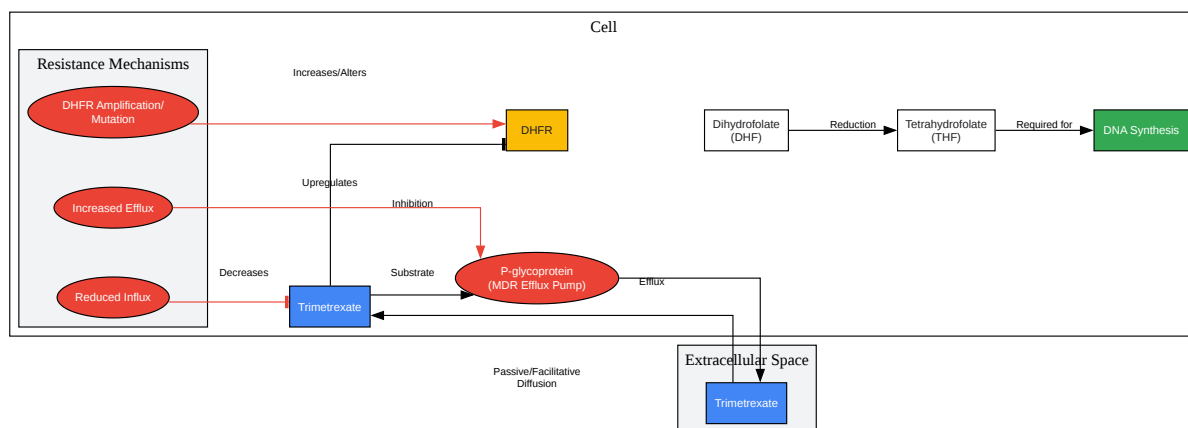 Cell
Resistance Mechanisms
Increases/Alters
DHFR Amplification/
Mutation
DHFR
Dihydrofolate
(DHF)
Reduction
Tetrahydrofolate
(THF)
Required for
DNA Synthesis
Upregulates
Increased Efflux
Inhibition
Decreases
Substrate
P-glycoprotein
(MDR Efflux Pump)
Efflux
Reduced Influx
Trimetrexate
Extracellular Space
Passive/Facilitative
Diffusion
Trimetrexate